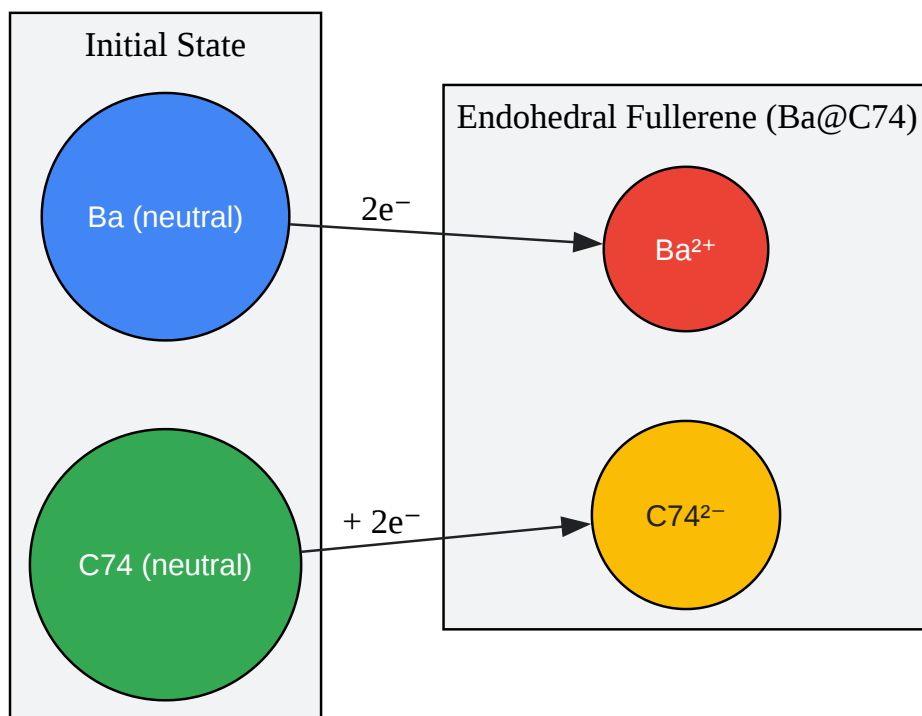 Initial State
Endohedral Fullerene (Ba@C74)
Ba (neutral)
2e⁻
Ba²⁺
C74 (neutral)
+ 2e⁻
C74²⁻